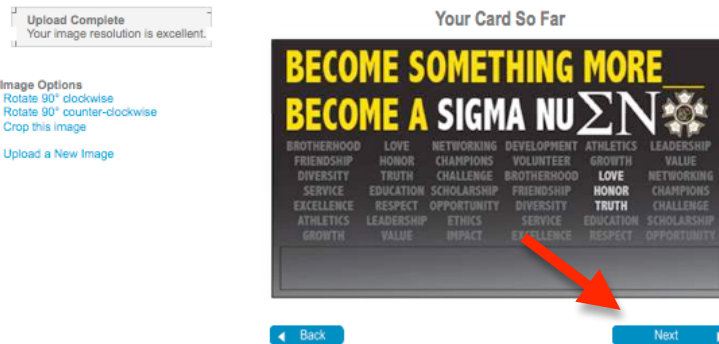 Upload Complete
Your image resolution is excellent.
Image Options
Rotate 90° clockwise
Rotate 90° counter-clockwise
Crop this image
Upload a New Image
Your Card So Far
BECOME SOMETHING MORE
BECOME A SIGMA NU ΣN
BROTHERHOOD LOVE NETWORKING DEVELOPMENT ATHLETICS LEADERSHIP
FRIENDSHIP HONOR CHAMPIONS VOLUNTEER GROWTH VALUE
DIVERSITY TRUTH CHALLENGE BROTHERHOOD LOVE NETWORKING
SERVICE EDUCATION SCHOLARSHIP FRIENDSHIP HONOR CHAMPIONS
EXCELLENCE RESPECT OPPORTUNITY DIVERSITY TRUTH CHALLENGE
ATHLETICS LEADERSHIP ETHICS SERVICE EDUCATION SCHOLARSHIP
GROWTH VALUE IMPACT EXCELLENCE RESPECT OPPORTUNITY
Back
Next